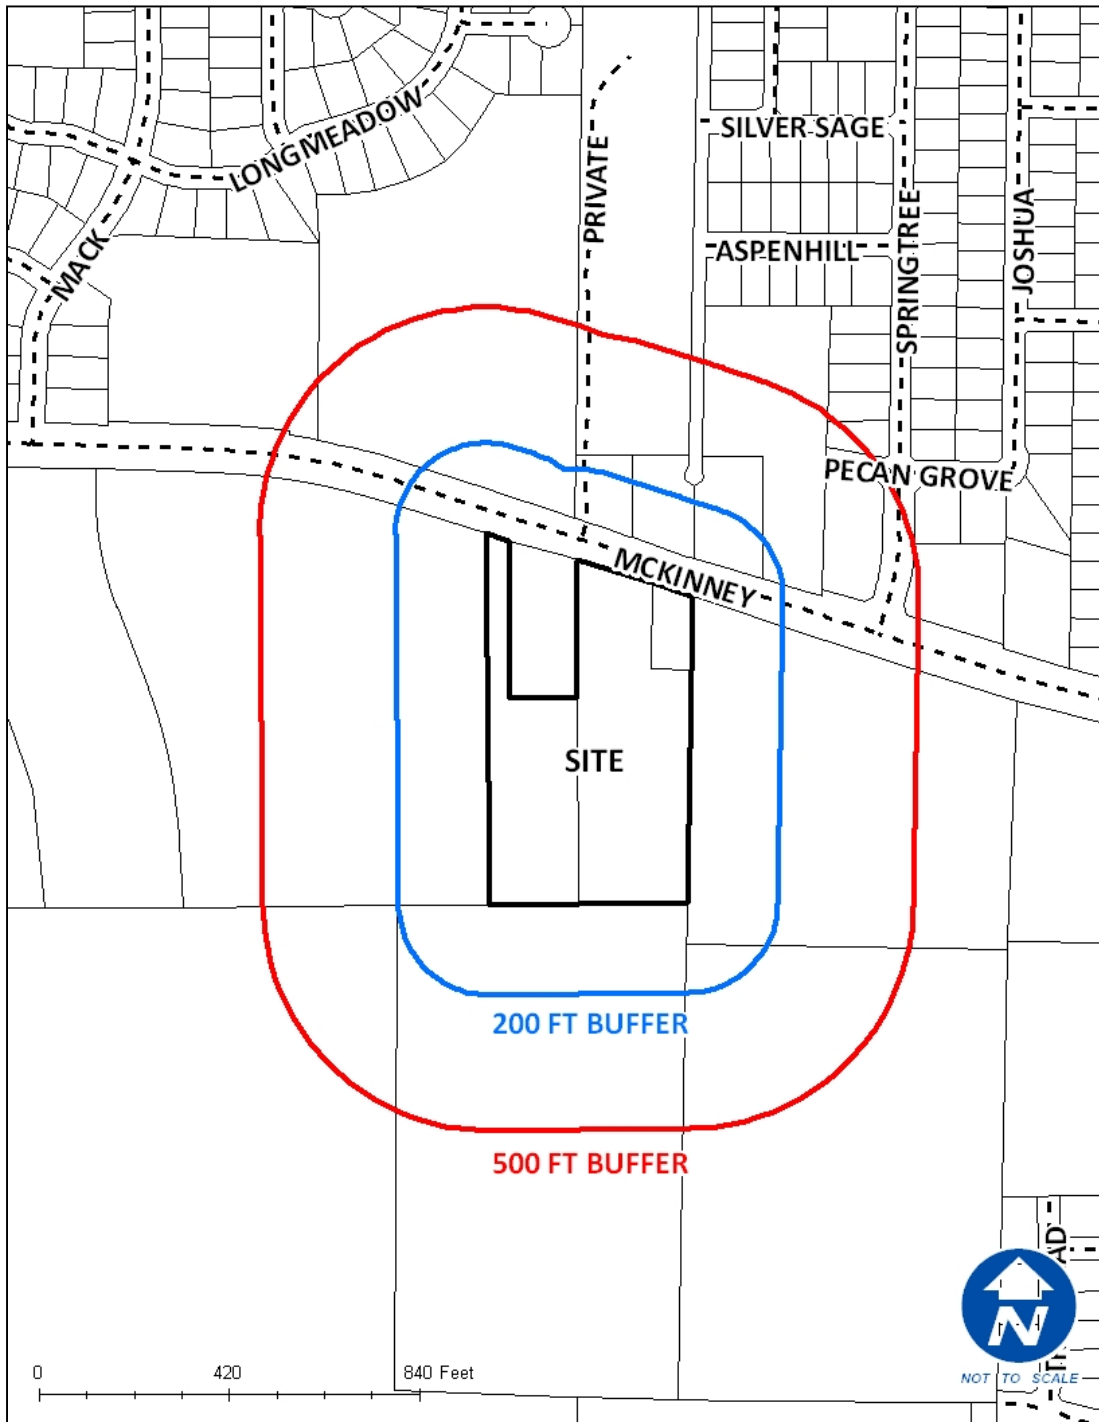 SILVER SAGE
LONGMEADOW
PRIVATE
ASPENHILL
SPRINGTREE
JOSHUA
MACK
PECAN GROVE
MCKINNEY
SITE
200 FT BUFFER
500 FT BUFFER
N
NOT TO SCALE
0 420 840 Feet